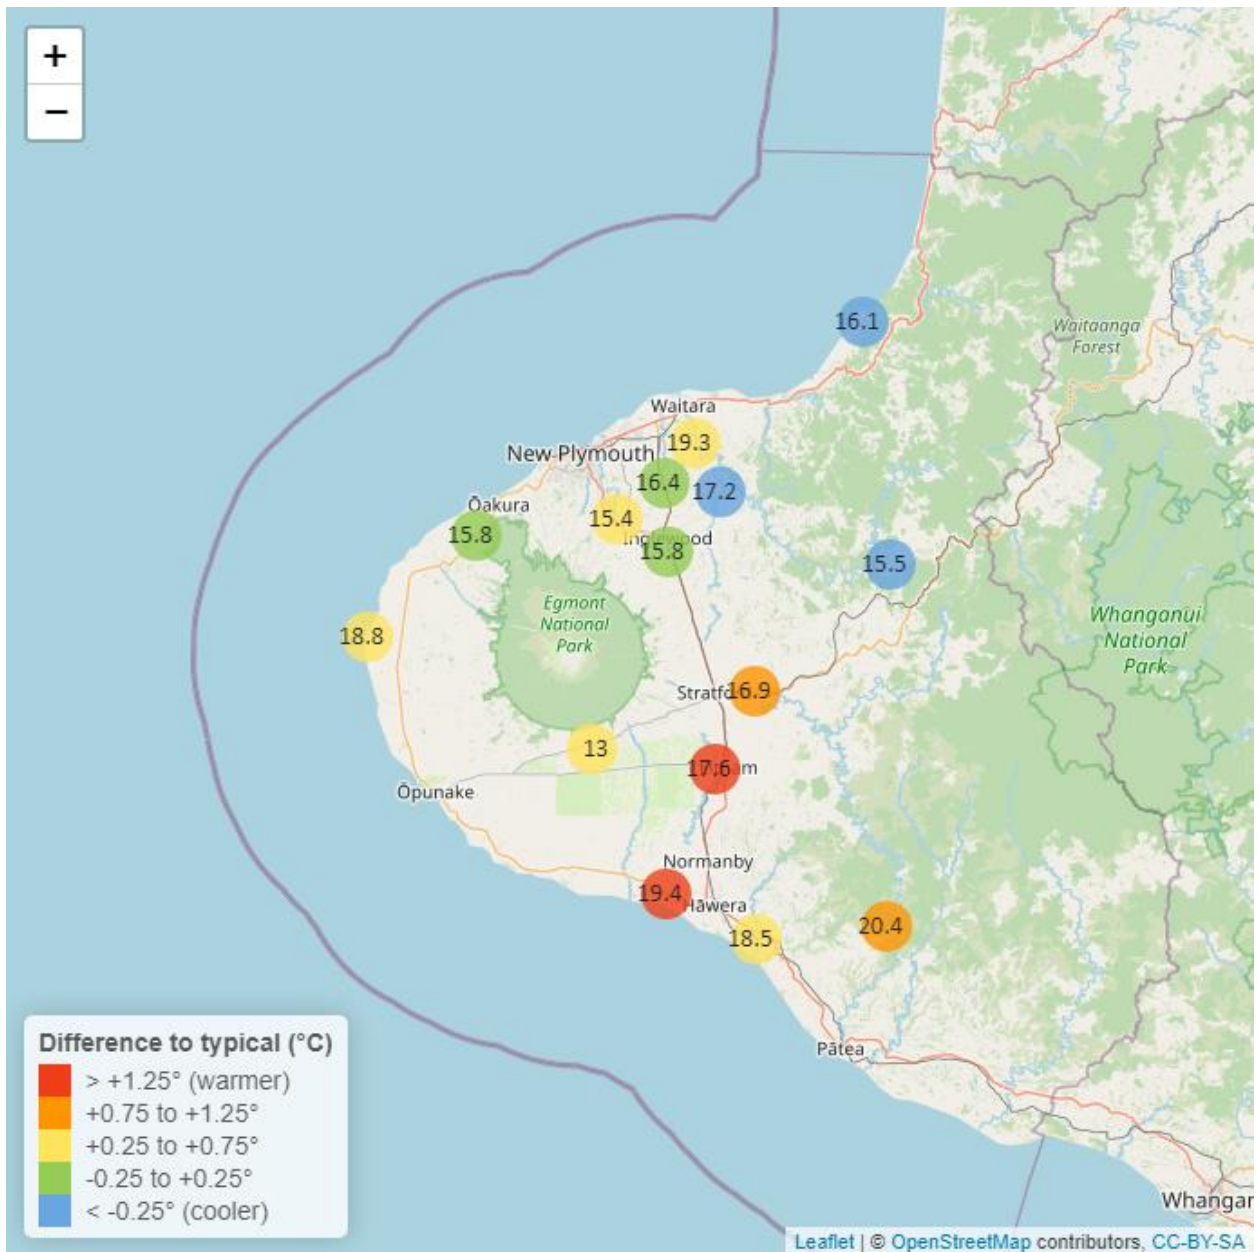 +
−
Waitaanga
Forest
16.1
Waitara
New Plymouth
19.3
16.4
17.2
Ōakura
15.4
15.8
15.8
15.5
Egmont
National
Park
Whanganui
National
Park
18.8
Stratfo
16.9
13
17.6
am
Ōpunake
Normanby
19.4
Hāwera
18.5
20.4
Pātea
Whangar
Difference to typical (°C)
> +1.25° (warmer)
+0.75 to +1.25°
+0.25 to +0.75°
-0.25 to +0.25°
< -0.25° (cooler)
Leaflet | © OpenStreetMap contributors, CC-BY-SA